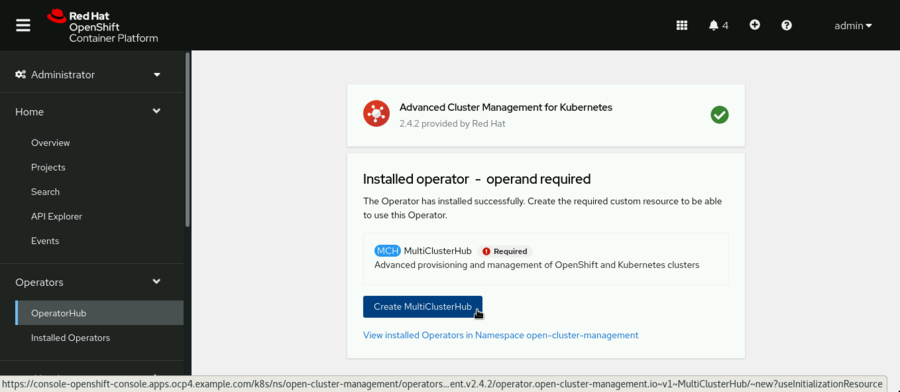 Red Hat
OpenShift
Container Platform
4
admin
Administrator
Home
Overview
Projects
Search
API Explorer
Events
Operators
OperatorHub
Installed Operators
Advanced Cluster Management for Kubernetes
2.4.2 provided by Red Hat
Installed operator - operand required
The Operator has installed successfully. Create the required custom resource to be able
to use this Operator.
MCH MultiClusterHub Required
Advanced provisioning and management of OpenShift and Kubernetes clusters
Create MultiClusterHub
View installed Operators in Namespace open-cluster-management
https://console-openshift-console.apps.ocp4.example.com/k8s/ns/open-cluster-management/operators...ent.v2.4.2/operator.open-cluster-management.io~v1~MultiClusterHub/~new?useInitializationResource